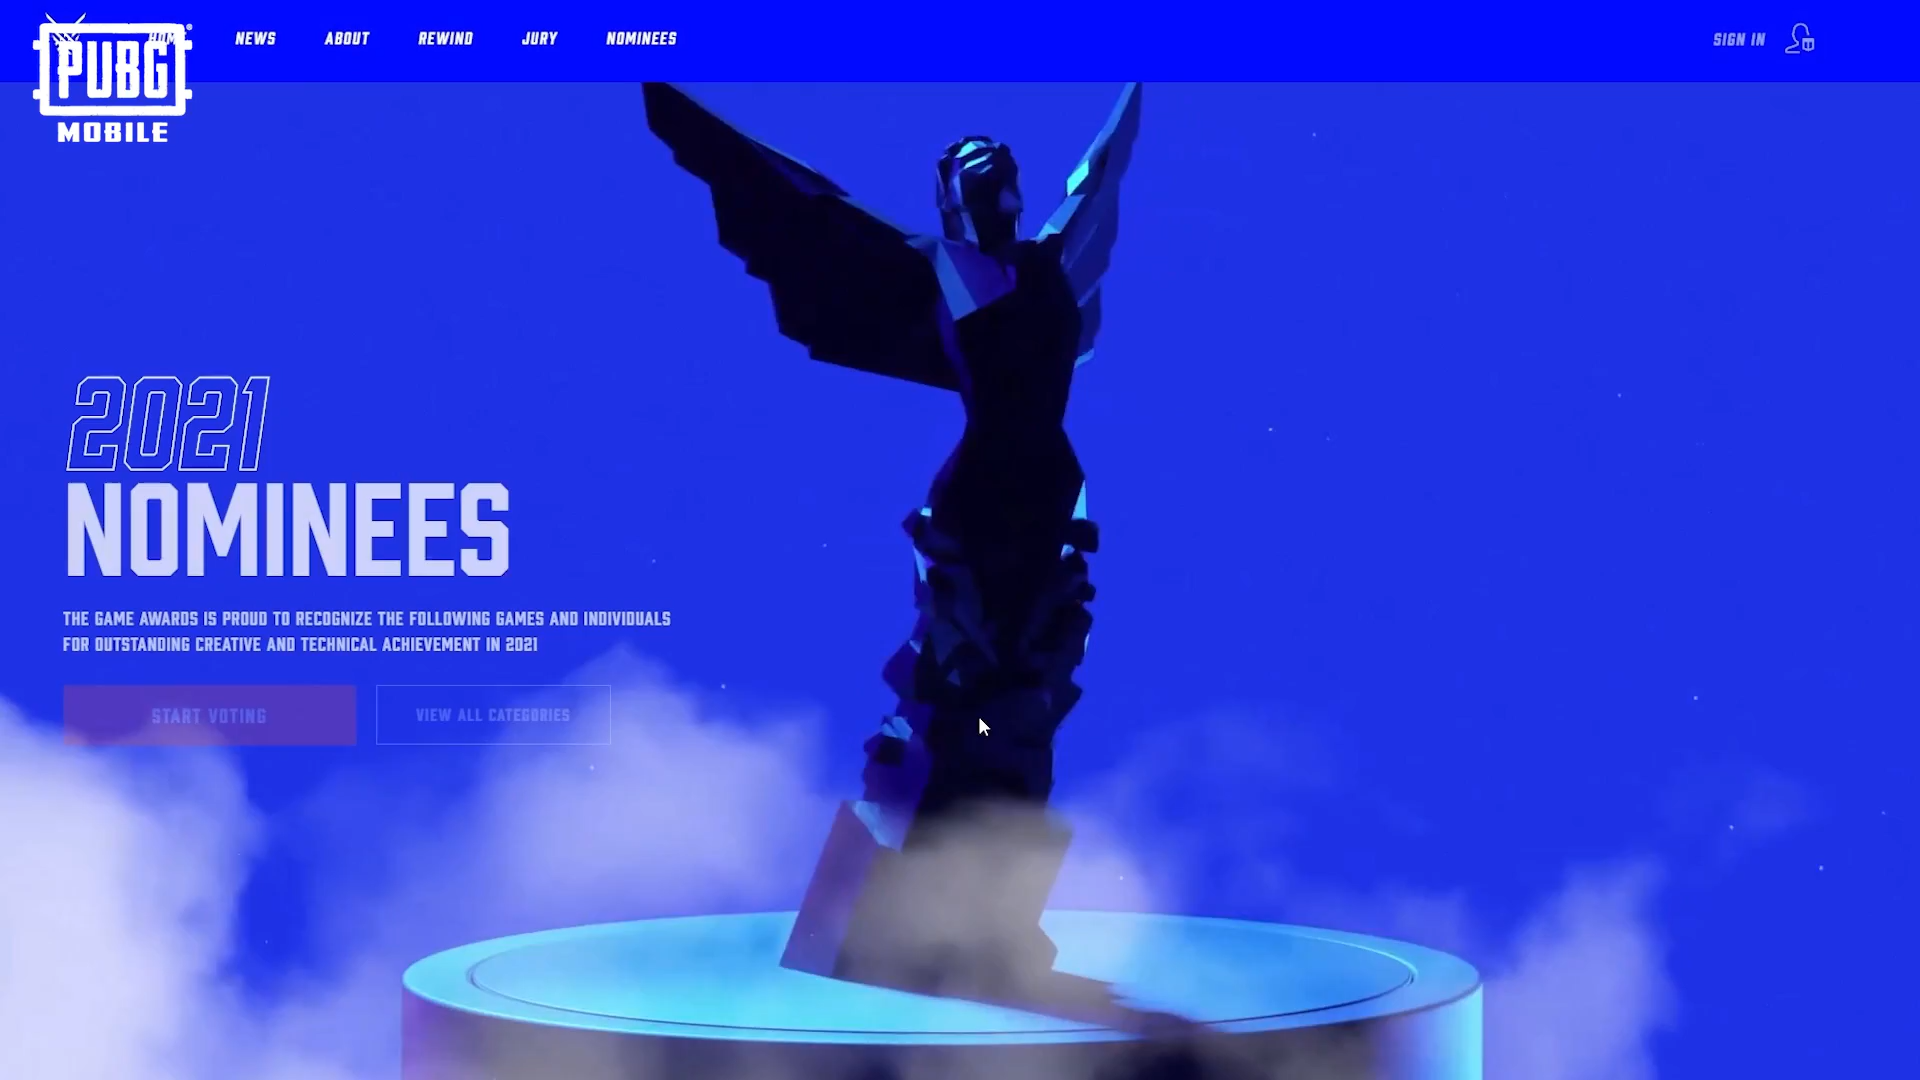 PUBG
MOBILE
HOME
NEWS
ABOUT
REWIND
JURY
NOMINEES
SIGN IN
2021
NOMINEES
THE GAME AWARDS IS PROUD TO RECOGNIZE THE FOLLOWING GAMES AND INDIVIDUALS
FOR OUTSTANDING CREATIVE AND TECHNICAL ACHIEVEMENT IN 2021
START VOTING
VIEW ALL CATEGORIES